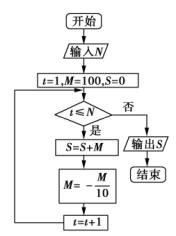 开始
输入N
t=1,M=100,S=0
t≤N
否
是
S=S+M
输出S
M= -M/10
结束
t=t+1